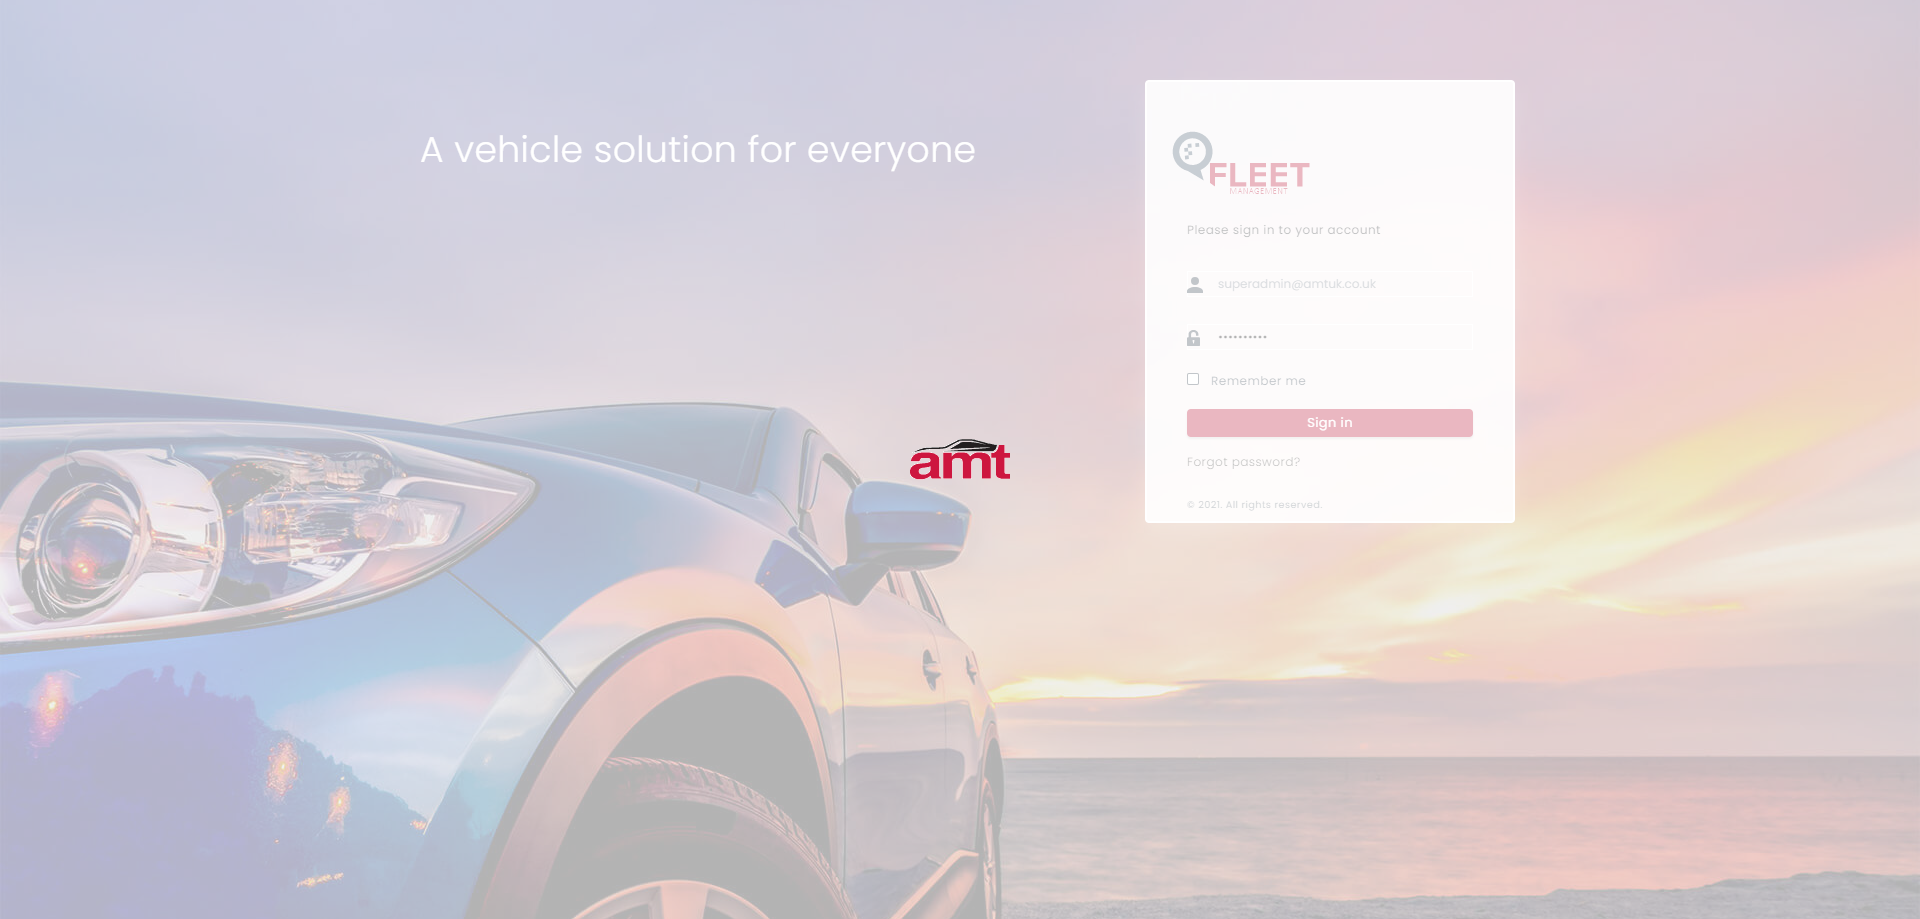 A vehicle solution for everyone
FLEET
MANAGEMENT
Please sign in to your account
superadmin@amtuk.co.uk
••••••••••
Remember me
Sign in
Forgot password?
© 2021. All rights reserved.
amt